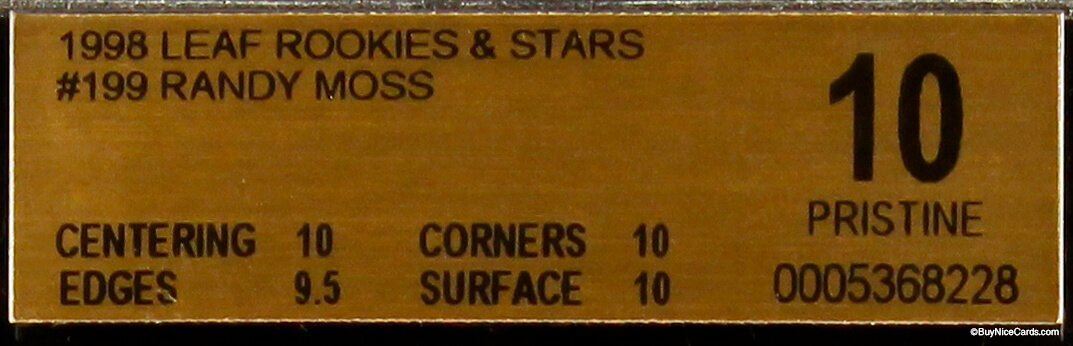 1998 LEAF ROOKIES & STARS
#199 RANDY MOSS
10
PRISTINE
CENTERING 10 CORNERS 10
EDGES 9.5 SURFACE 10
0005368228
©BuyNiceCards.com